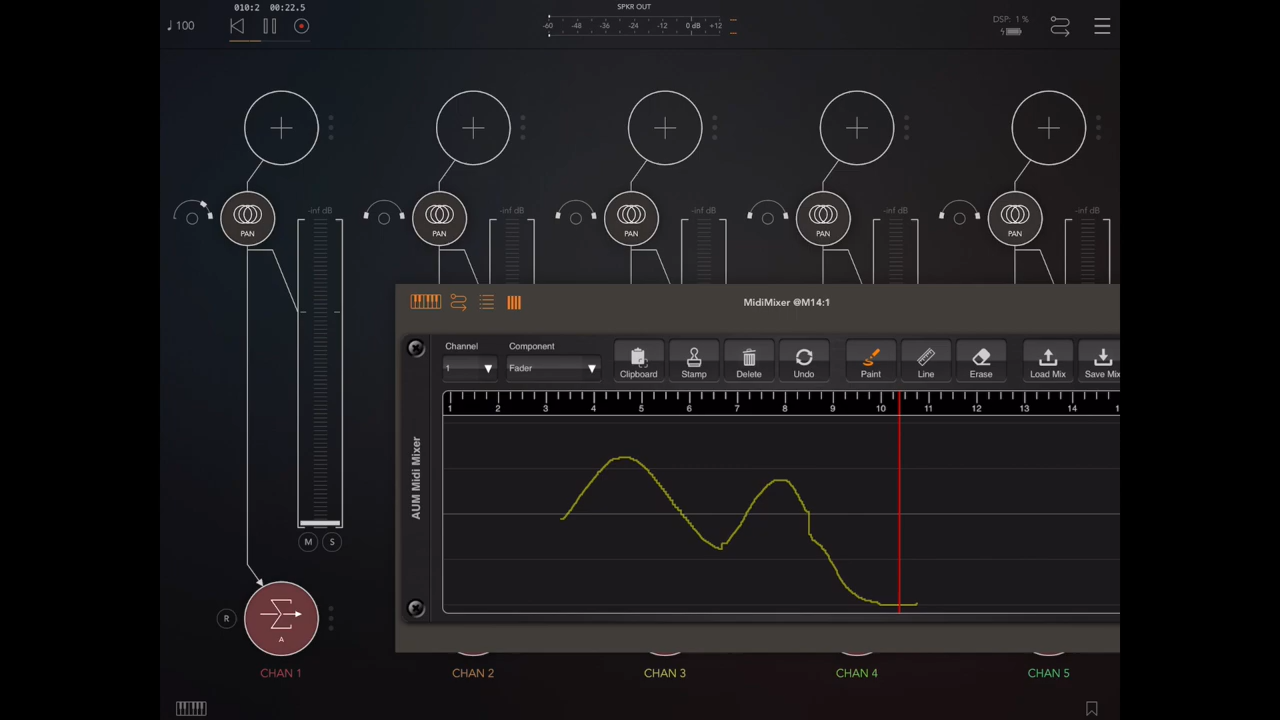 010:2 00:22.5
100
SPKR OUT
-60 -48 -36 -24 -12 0 dB +12
DSP: 1 %
-inf dB -inf dB -inf dB -inf dB -inf dB
PAN PAN PAN PAN PAN
MidiMixer @M14:1
Channel Component
1 Fader
Clipboard Stamp Delete Undo Paint Line Erase Load Mix Save Mix
1 2 3 4 5 6 7 8 9 10 11 12 13 14
AUM Midi Mixer
M S
R
A
CHAN 1 CHAN 2 CHAN 3 CHAN 4 CHAN 5